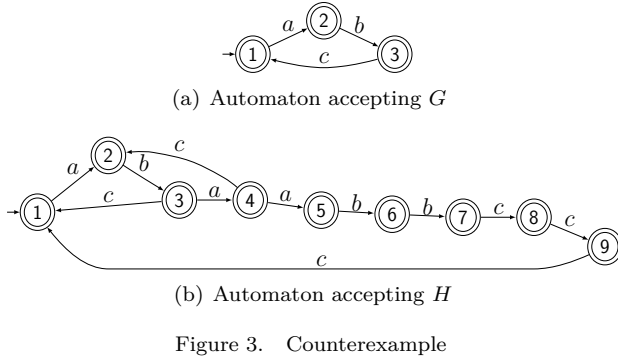 a
2
b
1
3
c
(a) Automaton accepting G
2
c
a
b
c
3
a
4
a
5
b
6
b
7
c
8
c
1
9
c
(b) Automaton accepting H
Figure 3. Counterexample